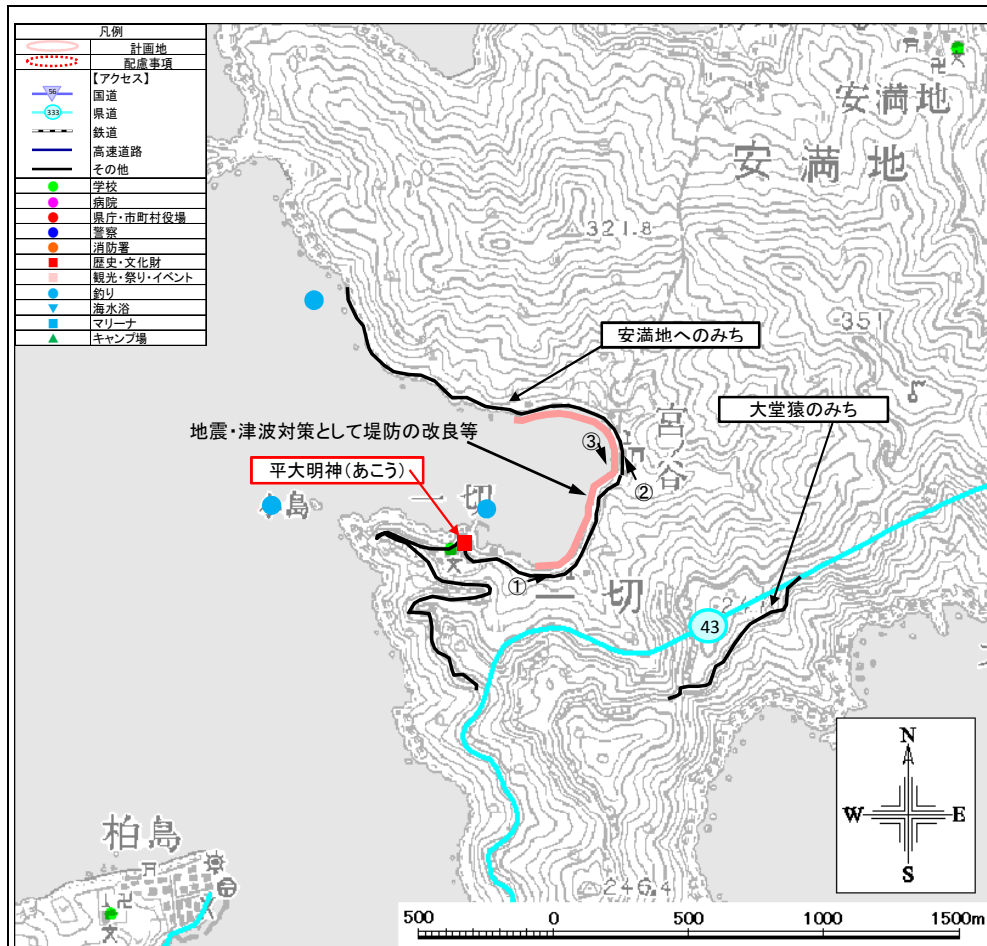 凡例
計画地
配慮事項
【アクセス】
56 国道
333 県道
鉄道
高速道路
その他
学校
病院
県庁・市町村役場
警察
消防署
歴史・文化財
観光・祭り・イベント
釣り
海水浴
マリーナ
キャンプ場
安満地
安満地
321.8
351
安満地へのみち
大堂猿のみち
宮ノ谷
地震・津波対策として堤防の改良等
③
②
平大明神(あこう)
一切
島
①
一切
43
柏島
246.4
N
W E
S
500 0 500 1000 1500m